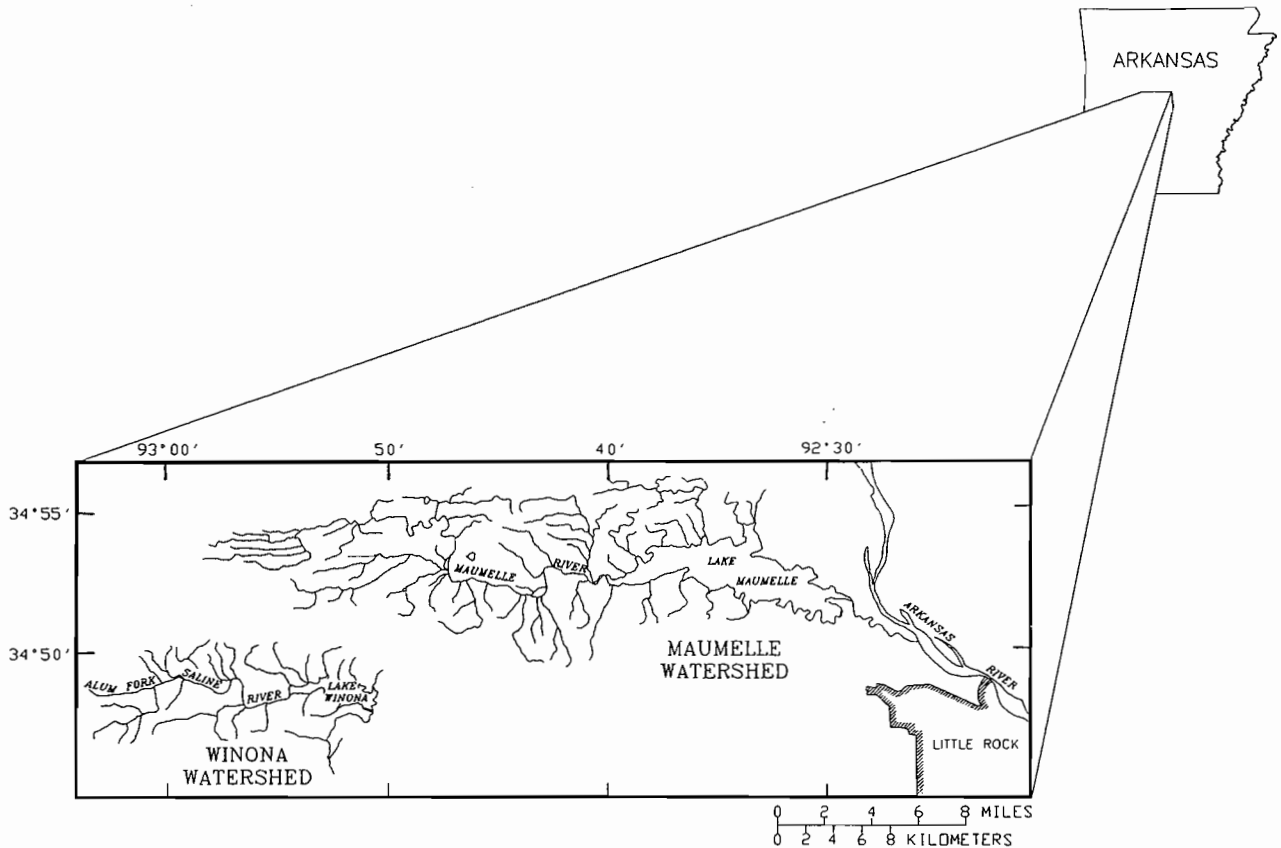 ARKANSAS
93°00' 50' 40' 92°30'
34°55'
LAKE
MAUMELLE
MAUMELLE RIVER
ARKANSAS RIVER
34°50'
MAUMELLE
WATERSHED
ALUM FORK SALINE RIVER
LAKE
WINONA
WINONA
WATERSHED
LITTLE ROCK
0 2 4 6 8 MILES
0 2 4 6 8 KILOMETERS